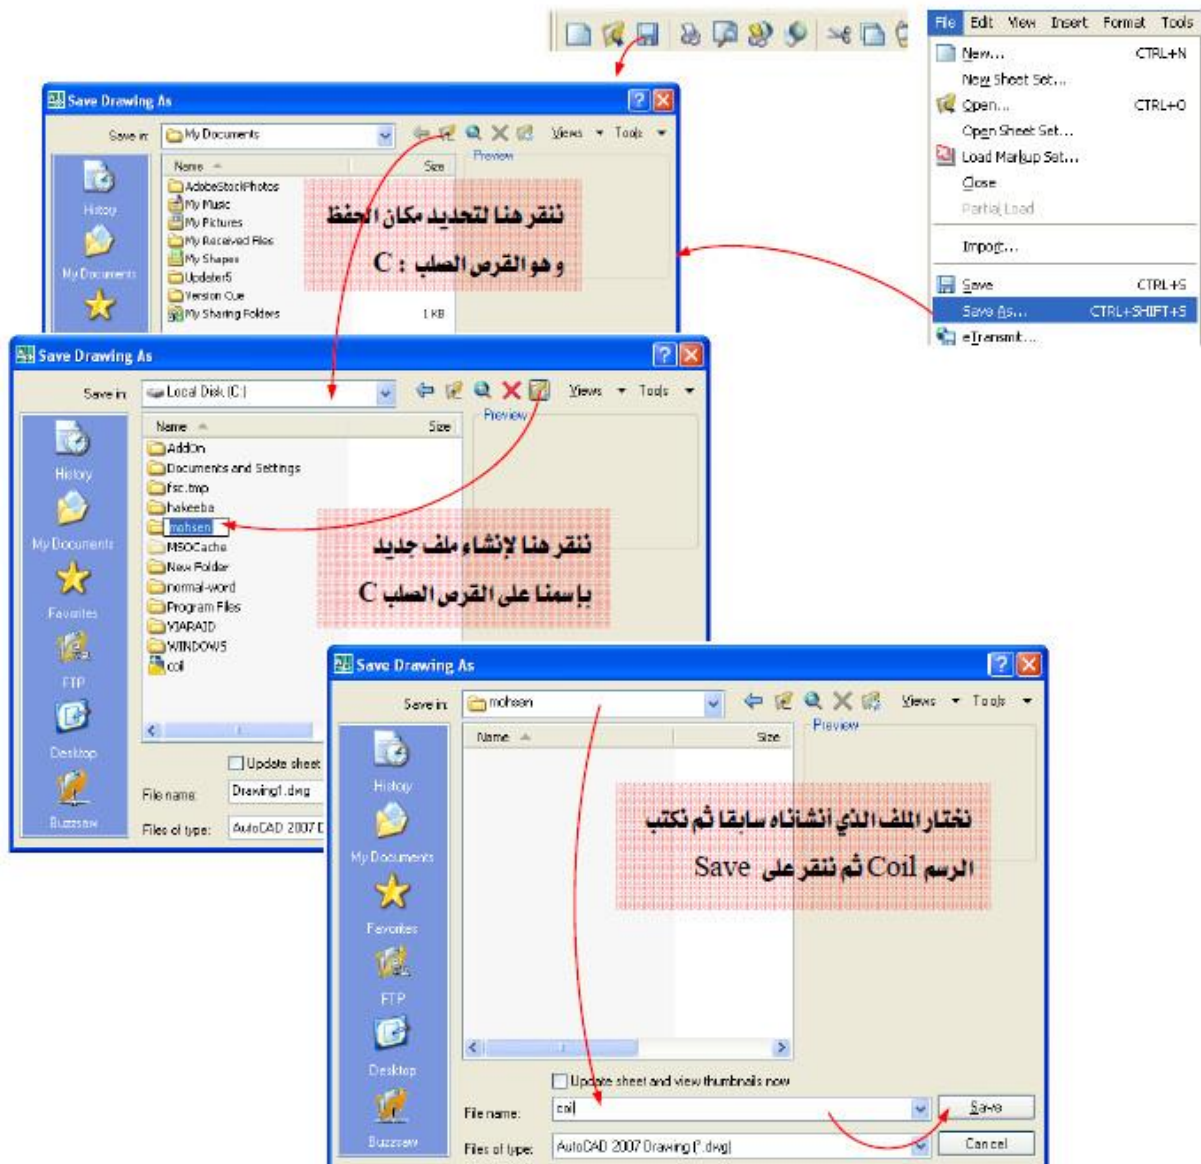 File Edit View Insert Format Tools
New... CTRL+N
New Sheet Set...
Open... CTRL+O
Open Sheet Set...
Load Markup Set...
Close
Partial Load
Import...
Save CTRL+S
Save As... CTRL+SHIFT+S
eTransmit...
Save Drawing As
Save in: My Documents Views Tools
Name Size Preview
AdobeStockPhotos
My Music
My Pictures
My Received Files
My Shapes
Updater5
Version Cue
My Sharing Folders 1 KB
History
My Documents
ننقر هنا لتحديد مكان الحفظ
و هو القرص الصلب : C
Save Drawing As
Save in: Local Disk (C:) Views Tools
Name Size Preview
AddOn
Documents and Settings
fsc.tmp
hakeeba
mohsen
MSOCache
New Folder
normal-word
Program Files
VIARAID
WINDOWS
coil
History
My Documents
Favorites
FTP
Desktop
Buzzsaw
ننقر هنا لإنشاء ملف جديد
بإسمنا على القرص الصلب C
Update sheet
File name: Drawing1.dwg
Files of type: AutoCAD 2007 D
Save Drawing As
Save in: mohsen Views Tools
Name Size Preview
History
My Documents
Favorites
FTP
Desktop
Buzzsaw
نختار الملف الذي أنشأناه سابقا ثم نكتب
الرسم Coil ثم ننقر على Save
Update sheet and view thumbnails now
File name: coil Save
Files of type: AutoCAD 2007 Drawing (*.dwg) Cancel